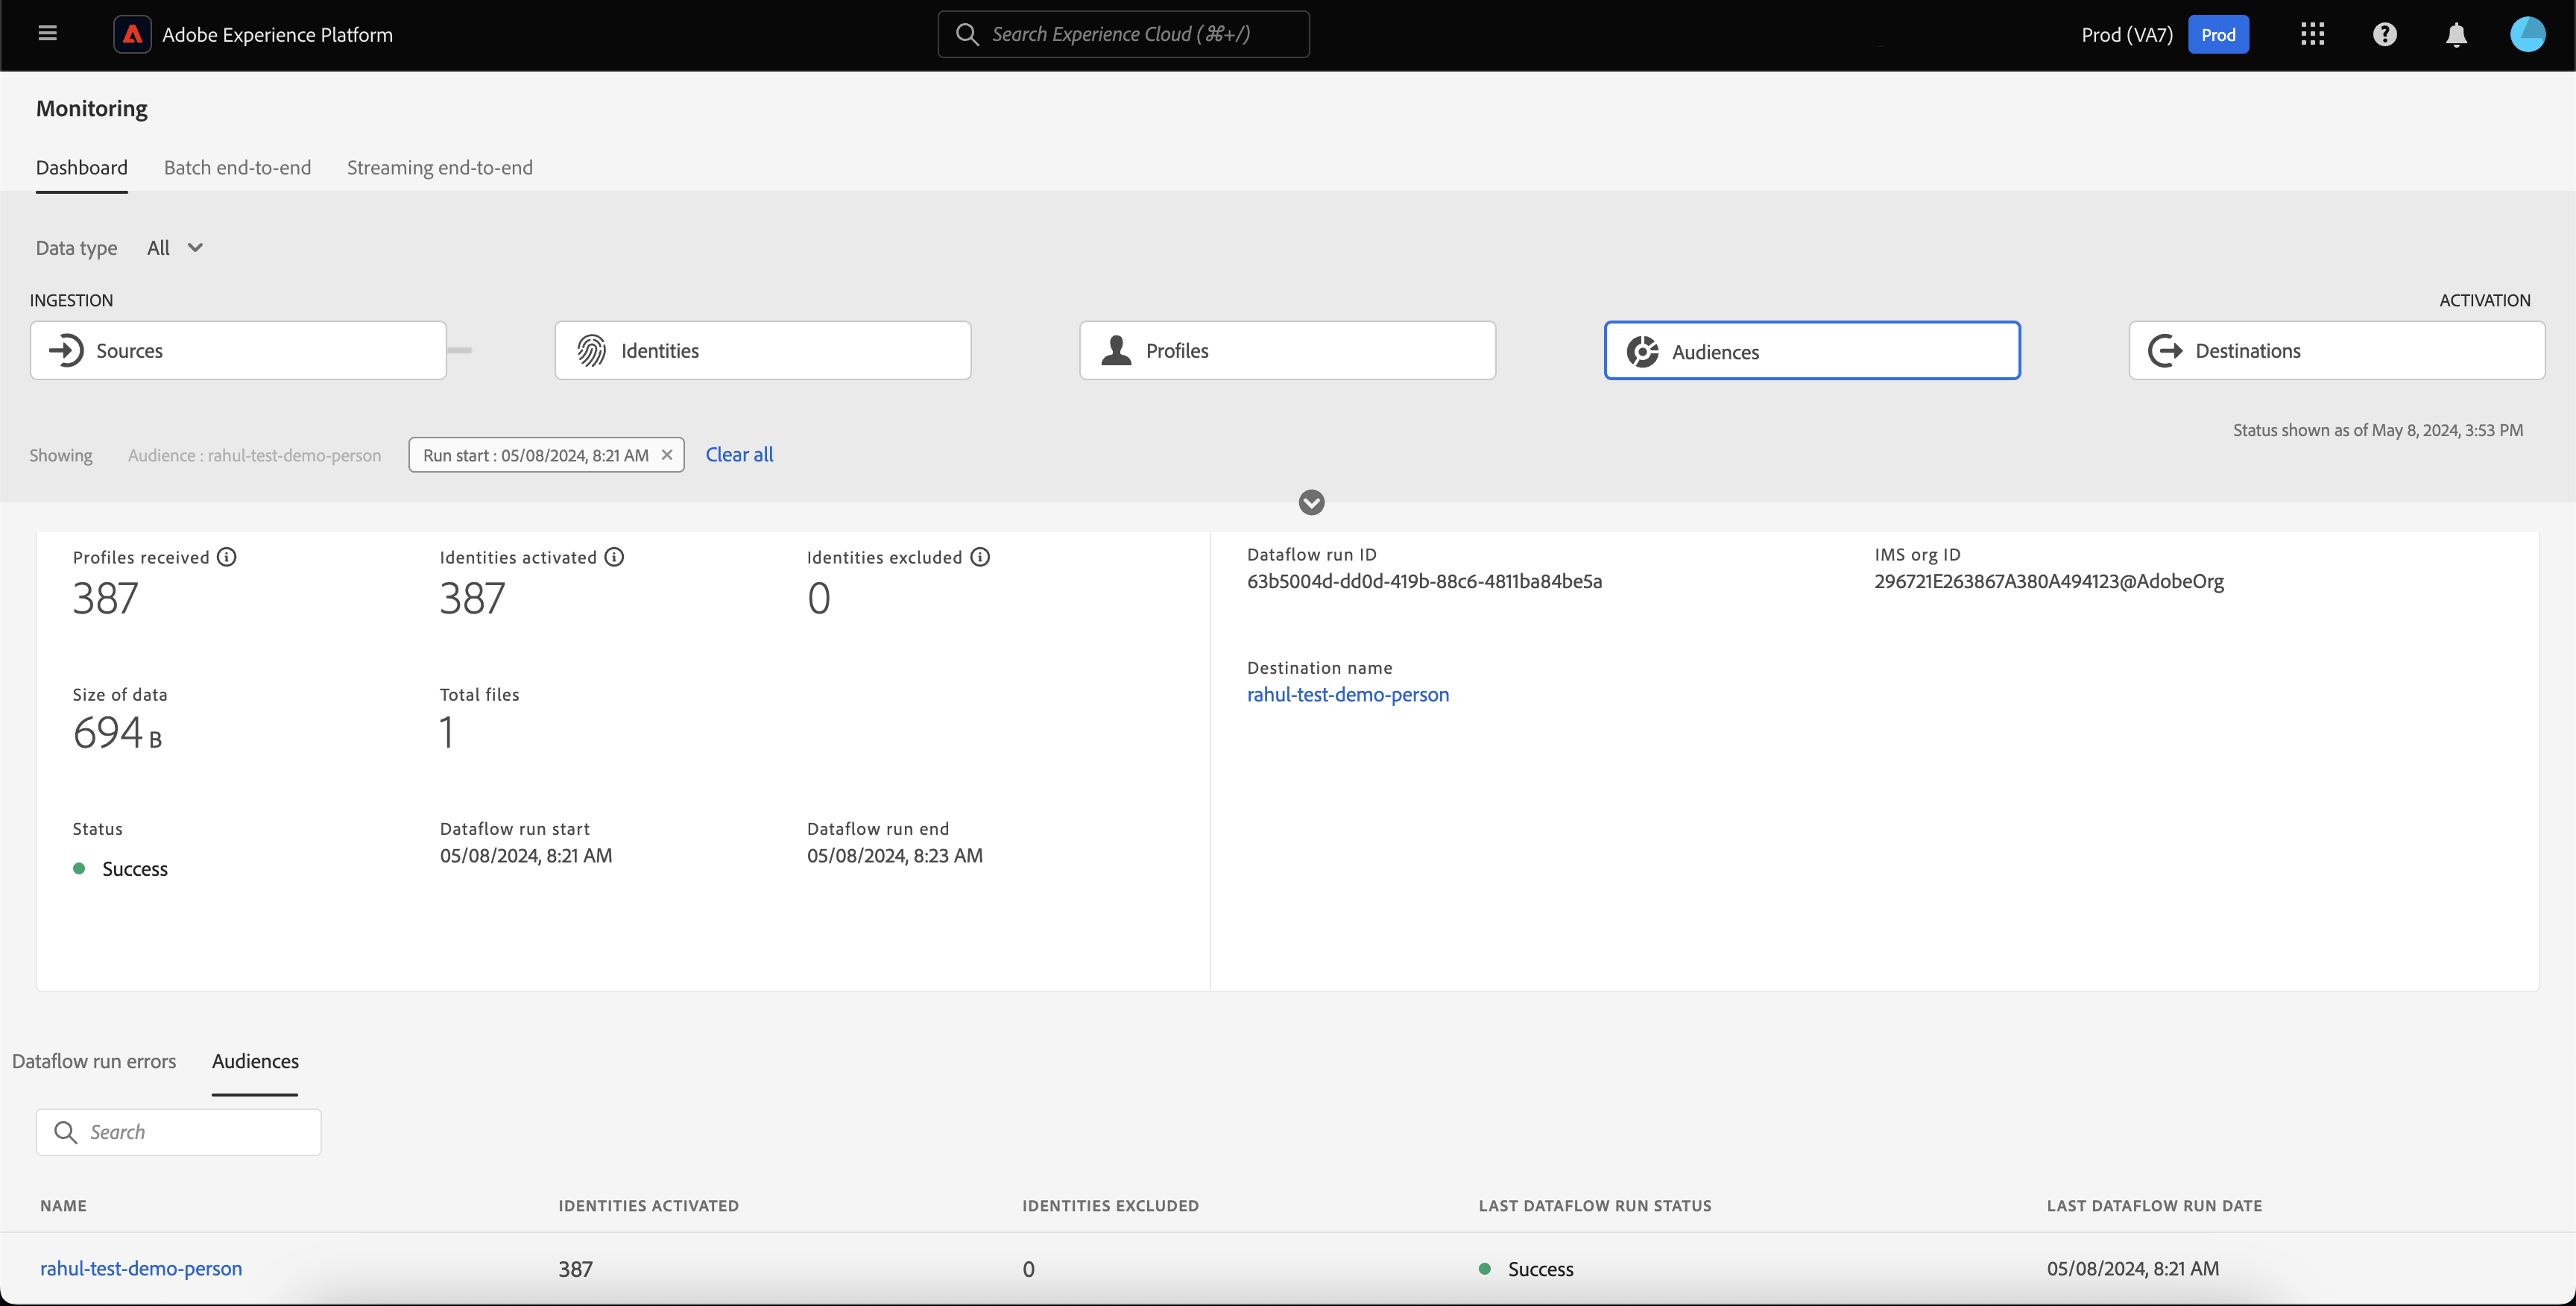 Adobe Experience Platform
Search Experience Cloud (⌘+/)
Prod (VA7)
Prod
Monitoring
Dashboard
Batch end-to-end
Streaming end-to-end
Data type
All
INGESTION
ACTIVATION
Sources
Identities
Profiles
Audiences
Destinations
Status shown as of May 8, 2024, 3:53 PM
Showing
Audience : rahul-test-demo-person
Run start : 05/08/2024, 8:21 AM
Clear all
Profiles received
387
Identities activated
387
Identities excluded
0
Size of data
694 B
Total files
1
Status
Success
Dataflow run start
05/08/2024, 8:21 AM
Dataflow run end
05/08/2024, 8:23 AM
Dataflow run ID
63b5004d-dd0d-419b-88c6-4811ba84be5a
IMS org ID
296721E263867A380A494123@AdobeOrg
Destination name
rahul-test-demo-person
Dataflow run errors
Audiences
Search
NAME
IDENTITIES ACTIVATED
IDENTITIES EXCLUDED
LAST DATAFLOW RUN STATUS
LAST DATAFLOW RUN DATE
rahul-test-demo-person
387
0
Success
05/08/2024, 8:21 AM